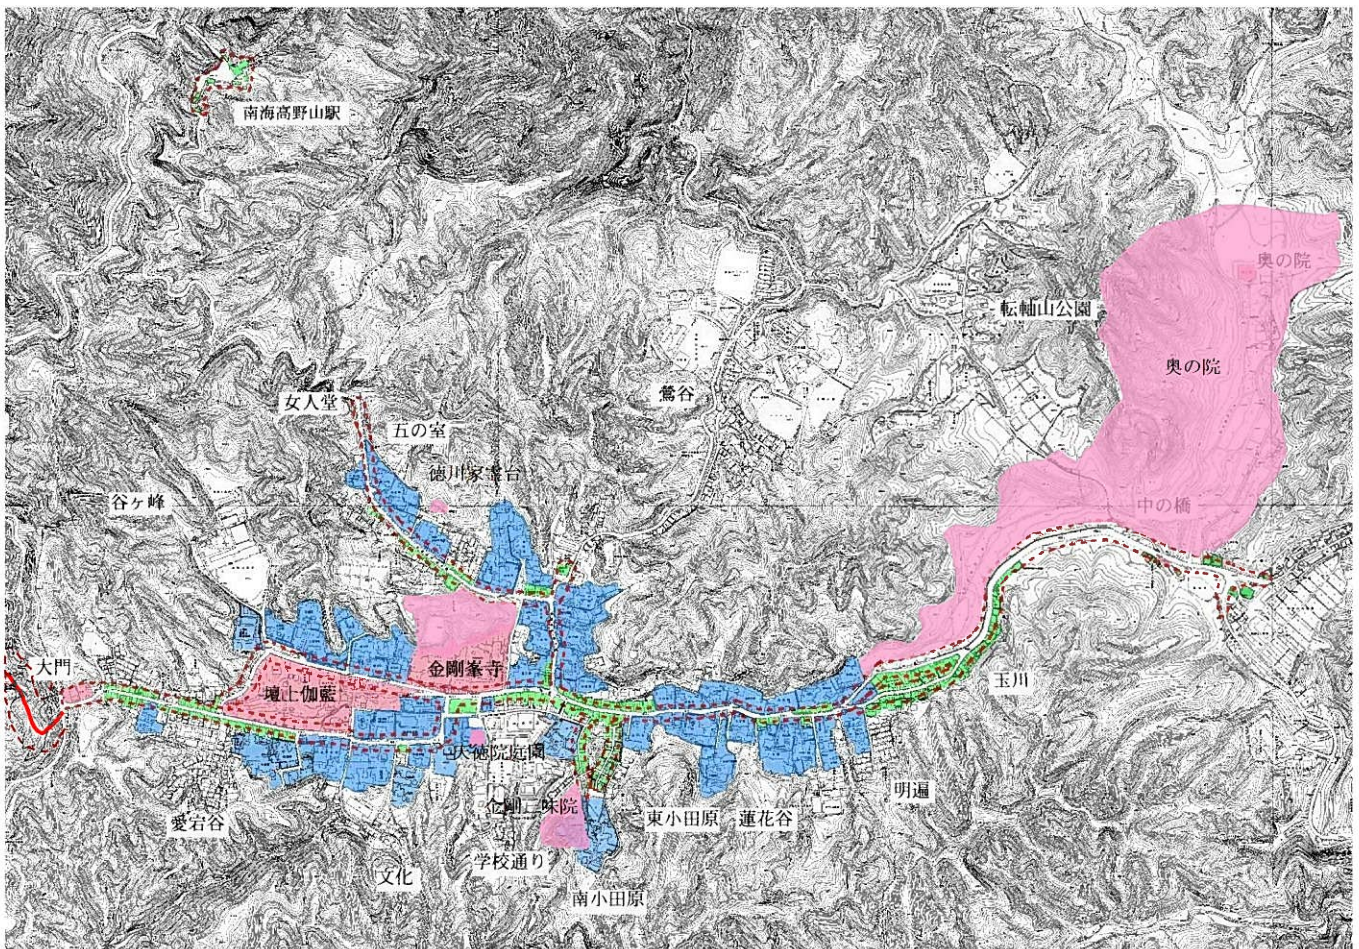 南海高野山駅
奥の院
転軸山公園
奥の院
鶯谷
女人堂
五の室
徳川家霊台
谷ヶ峰
中の橋
大門
金剛峯寺
壇上伽藍
玉川
大徳院庭園
明遍
金剛三昧院
東小田原
蓮花谷
愛宕谷
学校通り
文化
南小田原